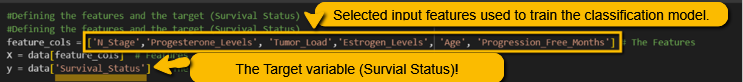 #Defining the features and the target (Survival Status)
Selected input features used to train the classification model.
#Defining the features and the target (Survival Status)
feature_cols = ['N_Stage','Progesterone_Levels', 'Tumor_Load','Estrogen_Levels', 'Age', 'Progression_Free_Months'] # The Features
X = data[feature_cols] # Featu
y = data['Survival_Status'] # The
The Target variable (Survial Status)!